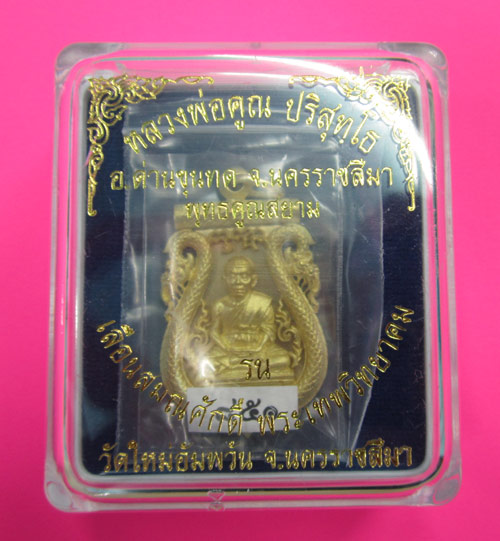 หลวงพ่อคูณ ปริสุทฺโธ
อ.ด่านขุนทด จ.นครราชสีมา
พุทธคูณสยาม
รุ่น
เลื่อนสมณศักดิ์ พระเทพวิทยาคม
วัดใหม่อัมพวัน จ.นครราชสีมา